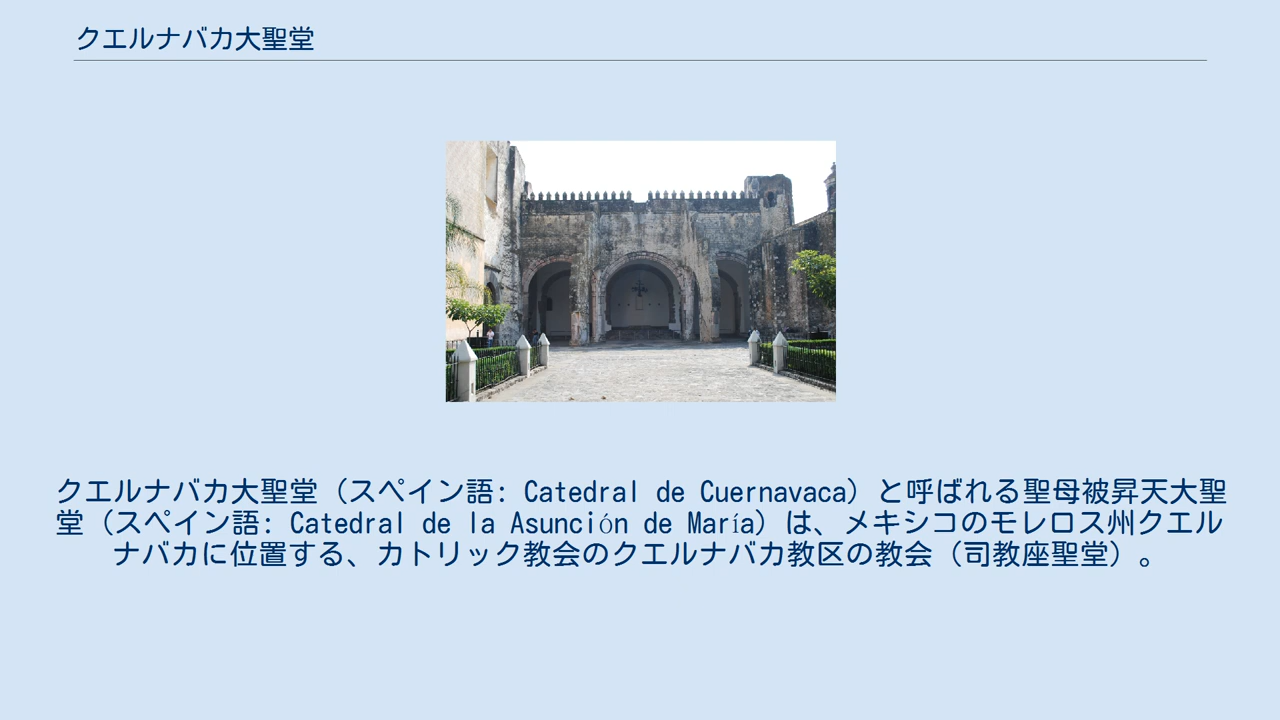 クエルナバカ大聖堂
クエルナバカ大聖堂（スペイン語: Catedral de Cuernavaca）と呼ばれる聖母被昇天大聖
堂（スペイン語: Catedral de la Asunción de María）は、メキシコのモレロス州クエル
ナバカに位置する、カトリック教会のクエルナバカ教区の教会（司教座聖堂）。